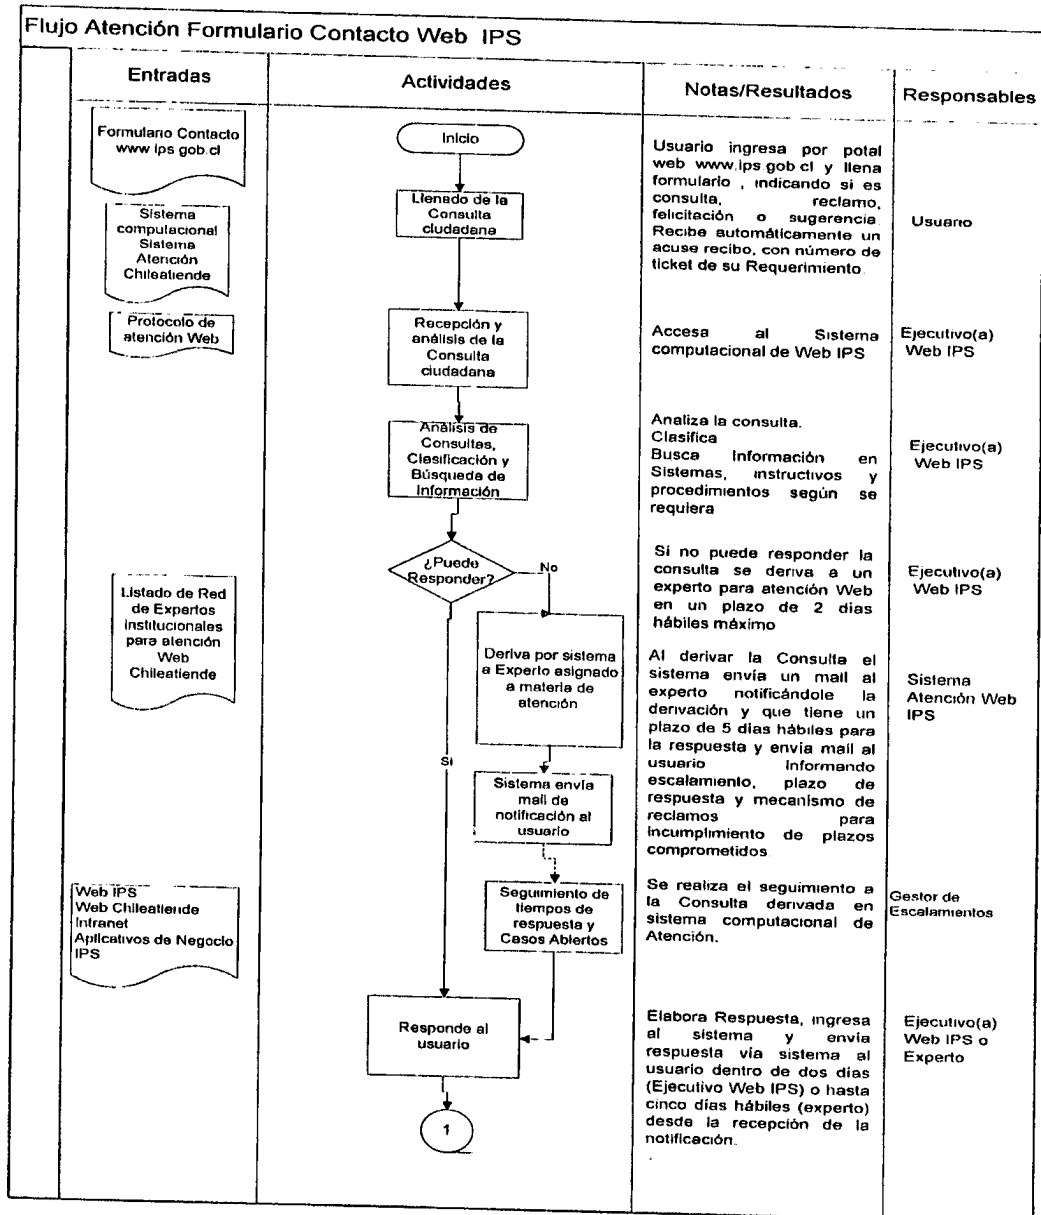 Flujo Atención Formulario Contacto Web IPS
Entradas
Actividades
Notas/Resultados
Responsables
Formulario Contacto
www ips gob.cl
Inicio
Usuario ingresa por potal
web www.ips gob cl y llena
formulario , indicando si es
consulta, reclamo,
felicitación o sugerencia
Recibe automáticamente un
acuse recibo, con número de
ticket de su Requerimiento.
Usuario
Llenado de la
Consulta
ciudadana
Sistema
computacional
Sistema
Atención
Chileatiende
Protocolo de
atención Web
Recepción y
análisis de la
Consulta
ciudadana
Accesa al Sistema
computacional de Web IPS
Ejecutivo(a)
Web IPS
Análisis de
Consultas,
Clasificación y
Búsqueda de
Información
Analiza la consulta.
Clasifica
Busca Información en
Sistemas, instructivos y
procedimientos según se
requiera
Ejecutivo(a)
Web IPS
¿Puede
Responder?
No
Si no puede responder la
consulta se deriva a un
experto para atención Web
en un plazo de 2 días
hábiles máximo
Ejecutivo(a)
Web IPS
Listado de Red
de Expertos
Institucionales
para atención
Web
Chileatiende
Deriva por sistema
a Experto asignado
a materia de
atención
Al derivar la Consulta el
sistema envía un mail al
experto notificándole la
derivación y que tiene un
plazo de 5 días hábiles para
la respuesta y envía mail al
usuario Informando
escalamiento, plazo de
respuesta y mecanismo de
reclamos para
Incumplimiento de plazos
comprometidos
Sistema
Atención Web
IPS
Si
Sistema envía
mail de
notificación al
usuario
Web IPS
Web Chileatiende
Intranet
Aplicativos de Negocio
IPS
Seguimiento de
tiempos de
respuesta y
Casos Abiertos
Se realiza el seguimiento a
la Consulta derivada en
sistema computacional de
Atención.
Gestor de
Escalamientos
Responde al
usuario
Elabora Respuesta, ingresa
al sistema y envía
respuesta vía sistema al
usuario dentro de dos días
(Ejecutivo Web IPS) o hasta
cinco días hábiles (experto)
desde la recepción de la
notificación.
Ejecutivo(a)
Web IPS o
Experto
1